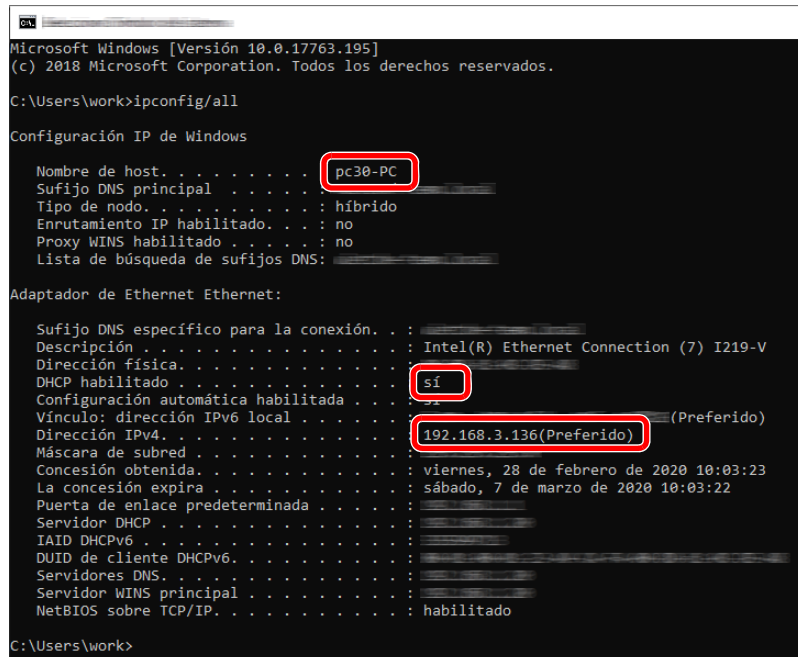 Microsoft Windows [Versión 10.0.17763.195]
(c) 2018 Microsoft Corporation. Todos los derechos reservados.
C:\Users\work>ipconfig/all
Configuración IP de Windows
Nombre de host. . . . . . . . . : pc30-PC
Sufijo DNS principal . . . . . :
Tipo de nodo. . . . . . . . . . : híbrido
Enrutamiento IP habilitado. . . : no
Proxy WINS habilitado . . . . . : no
Lista de búsqueda de sufijos DNS:
Adaptador de Ethernet Ethernet:
Sufijo DNS específico para la conexión. . :
Descripción . . . . . . . . . . . . . . . : Intel(R) Ethernet Connection (7) I219-V
Dirección física. . . . . . . . . . . . . :
DHCP habilitado . . . . . . . . . . . . . : sí
Configuración automática habilitada . . . : sí
Vínculo: dirección IPv6 local . . . . . . : (Preferido)
Dirección IPv4. . . . . . . . . . . . . . : 192.168.3.136(Preferido)
Máscara de subred . . . . . . . . . . . . :
Concesión obtenida. . . . . . . . . . . . : viernes, 28 de febrero de 2020 10:03:23
La concesión expira . . . . . . . . . . . : sábado, 7 de marzo de 2020 10:03:22
Puerta de enlace predeterminada . . . . . :
Servidor DHCP . . . . . . . . . . . . . . :
IAID DHCPv6 . . . . . . . . . . . . . . . :
DUID de cliente DHCPv6. . . . . . . . . . :
Servidores DNS. . . . . . . . . . . . . . :
Servidor WINS principal . . . . . . . . . :
NetBIOS sobre TCP/IP. . . . . . . . . . . : habilitado
C:\Users\work>